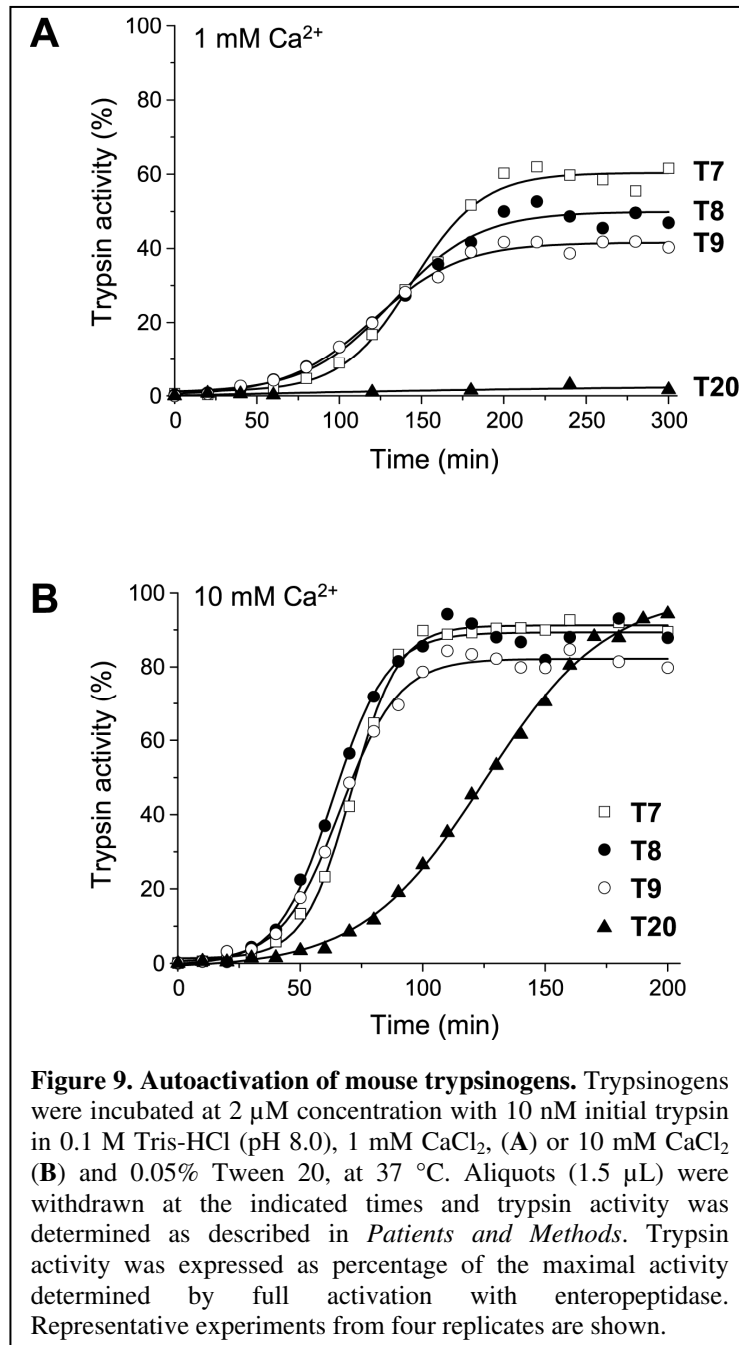 A
1 mM Ca²⁺
Trypsin activity (%)
100
80
60
40
20
0
T7
T8
T9
T20
0 50 100 150 200 250 300
Time (min)
B
10 mM Ca²⁺
Trypsin activity (%)
100
80
60
40
20
0
T7
T8
T9
T20
0 50 100 150 200
Time (min)
Figure 9. Autoactivation of mouse trypsinogens. Trypsinogens
were incubated at 2 µM concentration with 10 nM initial trypsin
in 0.1 M Tris-HCl (pH 8.0), 1 mM CaCl₂, (A) or 10 mM CaCl₂
(B) and 0.05% Tween 20, at 37 °C. Aliquots (1.5 µL) were
withdrawn at the indicated times and trypsin activity was
determined as described in Patients and Methods. Trypsin
activity was expressed as percentage of the maximal activity
determined by full activation with enteropeptidase.
Representative experiments from four replicates are shown.